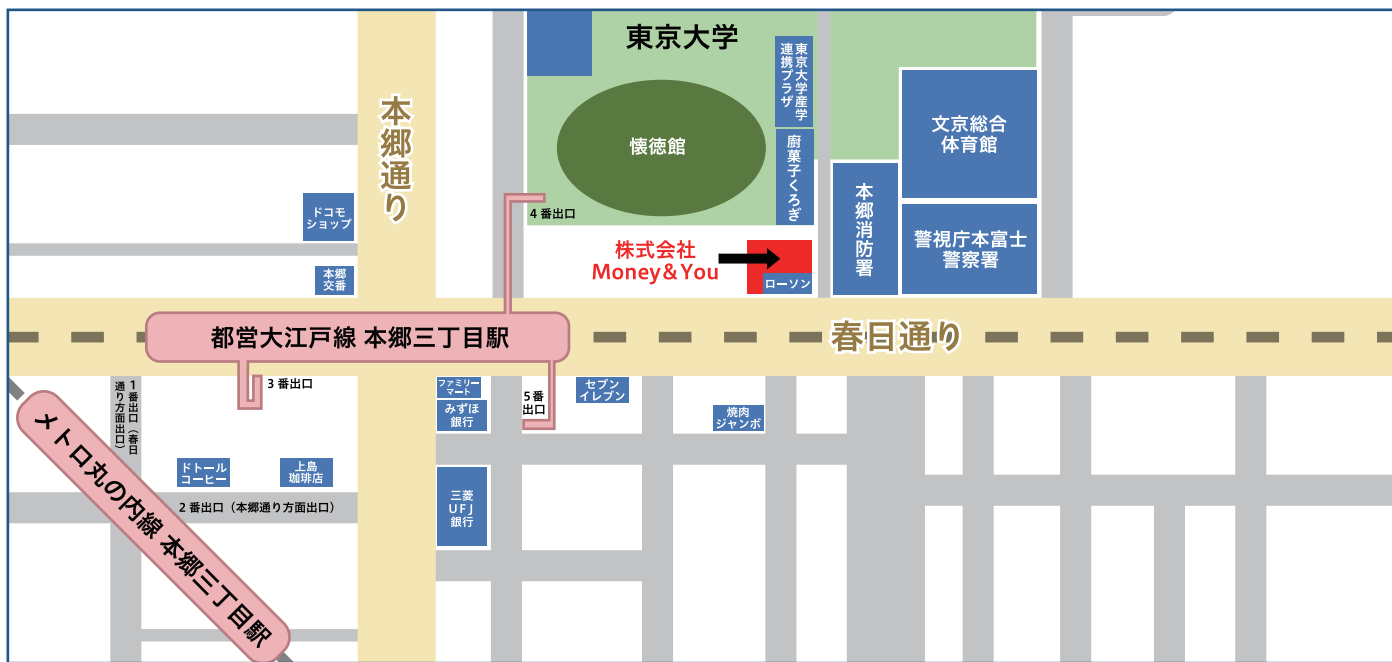 東京大学
東京大学産学
連携プラザ
本郷通り
懐徳館
廚菓子くろぎ
文京総合
体育館
ドコモ
ショップ
4番出口
本郷消防署
警視庁本富士
警察署
株式会社
Money&You
本郷
交番
ローソン
都営大江戸線 本郷三丁目駅
春日通り
3番出口
1番出口（春日
通り方面出口）
ファミリー
マート
みずほ
銀行
5番
出口
セブン
イレブン
焼肉
ジャンボ
メトロ丸の内線 本郷三丁目駅
ドトール
コーヒー
上島
珈琲店
2番出口（本郷通り方面出口）
三菱
UFJ
銀行